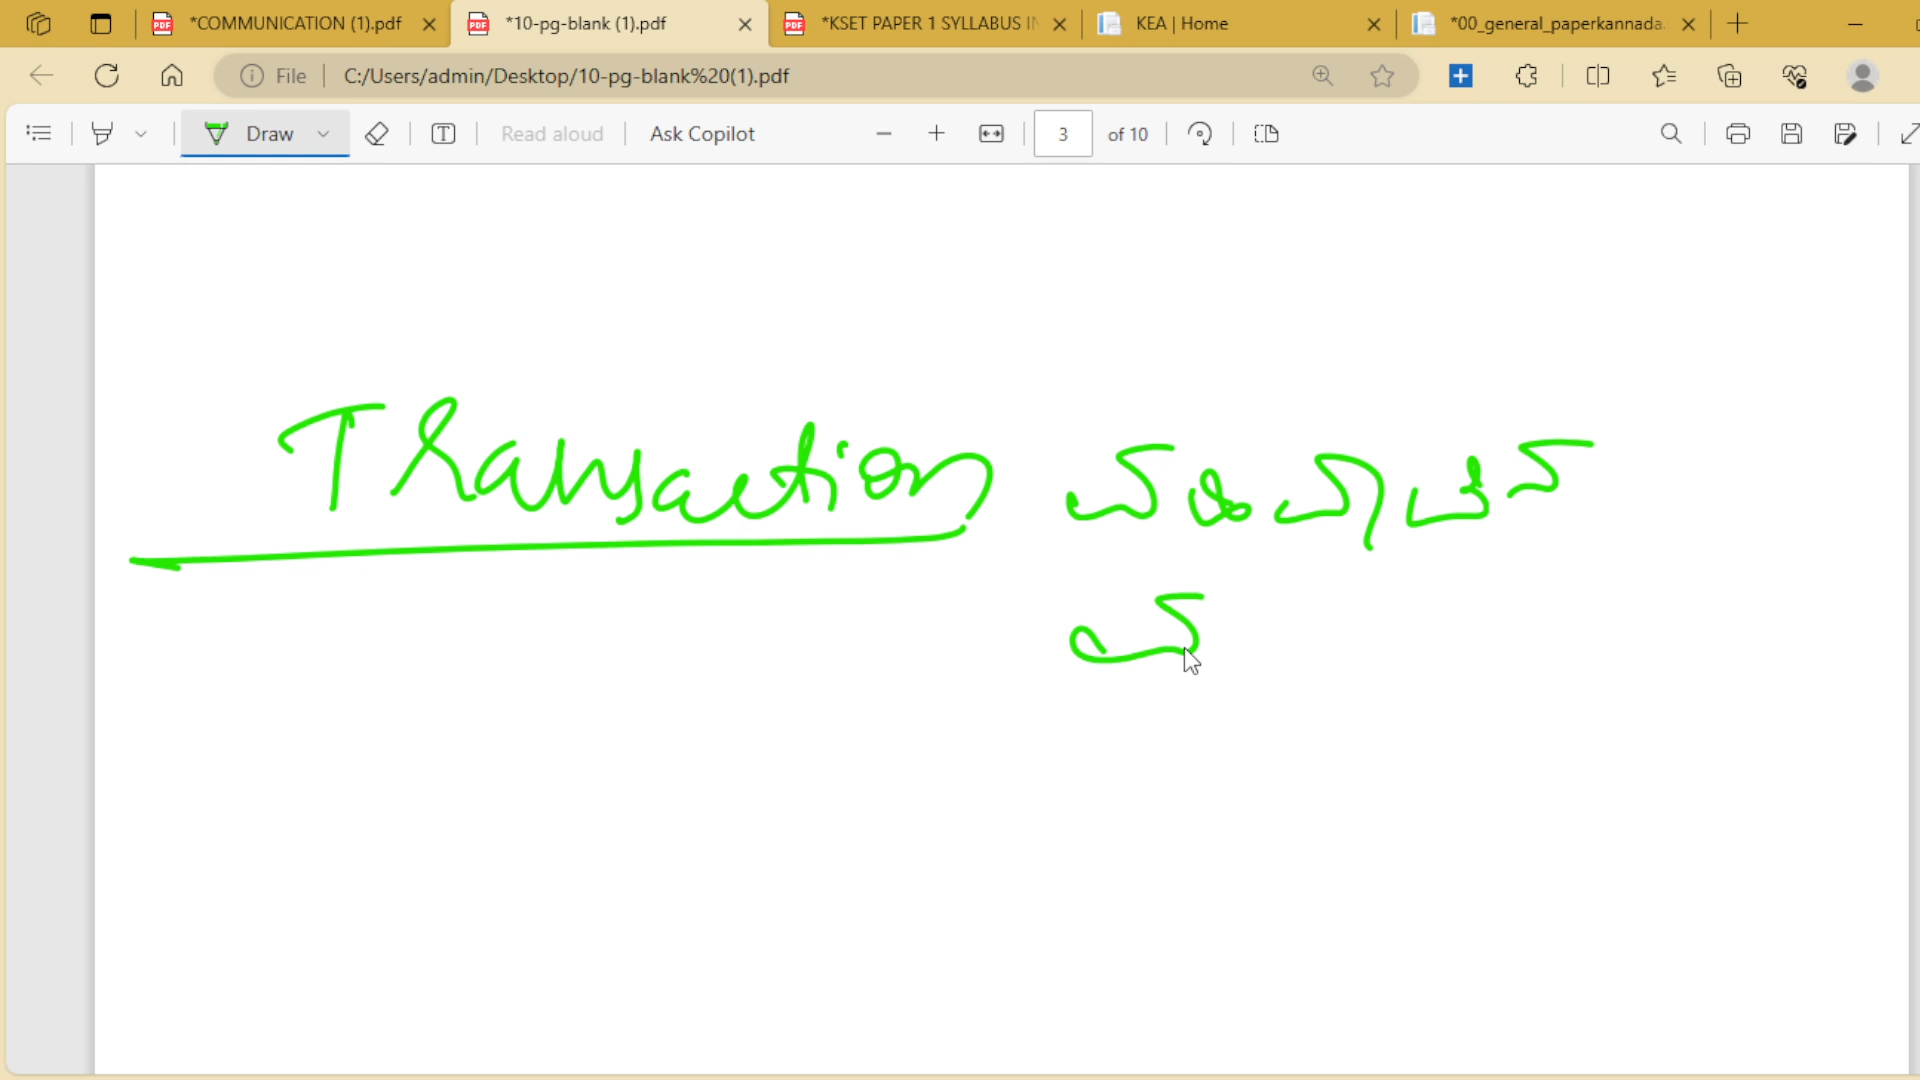 *COMMUNICATION (1).pdf *10-pg-blank (1).pdf *KSET PAPER 1 SYLLABUS IN KEA | Home *00_general_paperkannada.
File C:/Users/admin/Desktop/10-pg-blank%20(1).pdf
Draw Read aloud Ask Copilot 3 of 10
Transaction